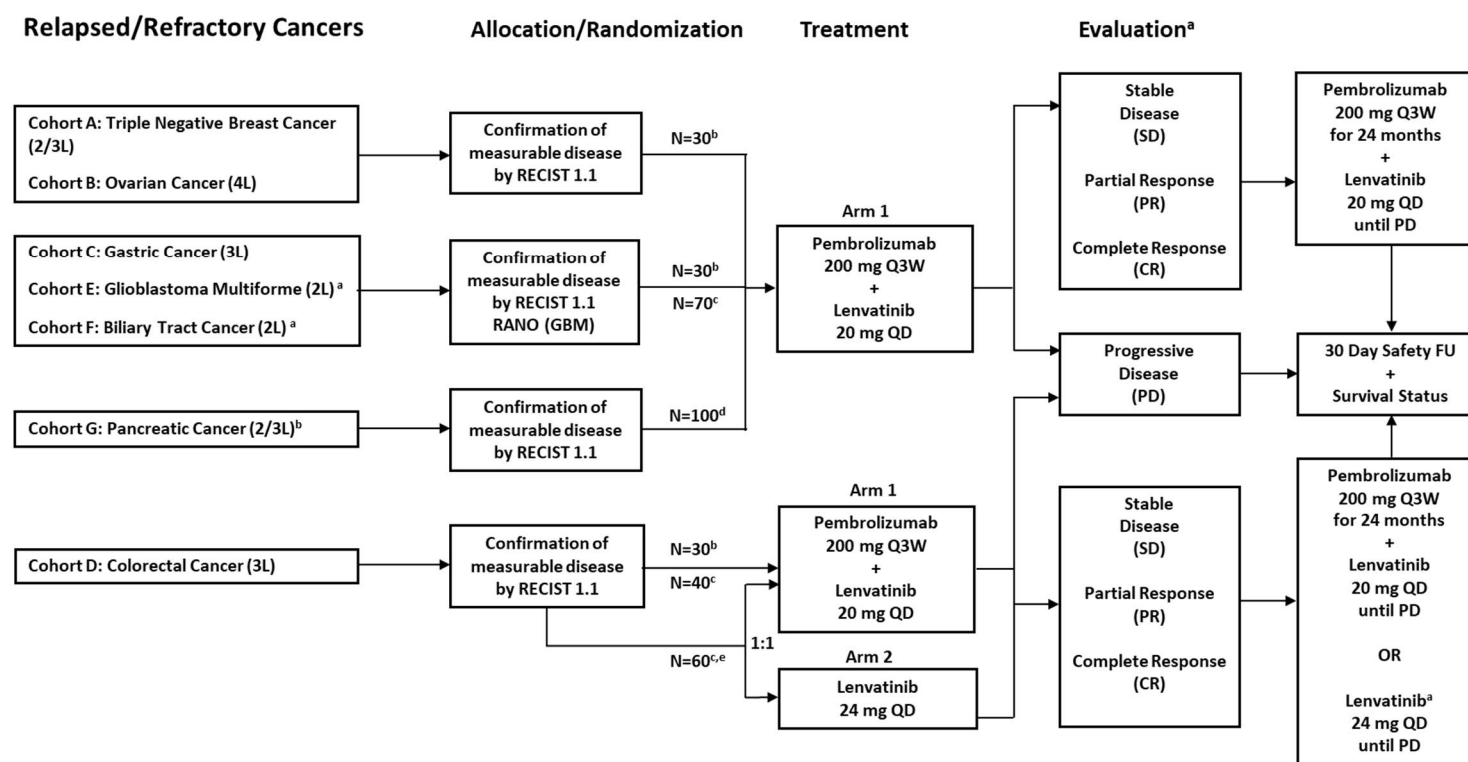 Relapsed/Refractory Cancers
Allocation/Randomization
Treatment
Evaluationᵃ
Cohort A: Triple Negative Breast Cancer
(2/3L)
Cohort B: Ovarian Cancer (4L)
Confirmation of
measurable disease
by RECIST 1.1
N=30ᵇ
Cohort C: Gastric Cancer (3L)
Cohort E: Glioblastoma Multiforme (2L) ᵃ
Cohort F: Biliary Tract Cancer (2L) ᵃ
Confirmation of
measurable disease
by RECIST 1.1
RANO (GBM)
N=30ᵇ
N=70ᶜ
Cohort G: Pancreatic Cancer (2/3L)ᵇ
Confirmation of
measurable disease
by RECIST 1.1
N=100ᵈ
Arm 1
Pembrolizumab
200 mg Q3W
+
Lenvatinib
20 mg QD
Stable
Disease
(SD)
Partial Response
(PR)
Complete Response
(CR)
Pembrolizumab
200 mg Q3W
for 24 months
+
Lenvatinib
20 mg QD
until PD
Progressive
Disease
(PD)
30 Day Safety FU
+
Survival Status
Cohort D: Colorectal Cancer (3L)
Confirmation of
measurable disease
by RECIST 1.1
N=30ᵇ
N=40ᶜ
N=60ᶜ,ᵉ
1:1
Arm 1
Pembrolizumab
200 mg Q3W
+
Lenvatinib
20 mg QD
Arm 2
Lenvatinib
24 mg QD
Stable
Disease
(SD)
Partial Response
(PR)
Complete Response
(CR)
Pembrolizumab
200 mg Q3W
for 24 months
+
Lenvatinib
20 mg QD
until PD
OR
Lenvatinibᵃ
24 mg QD
until PD